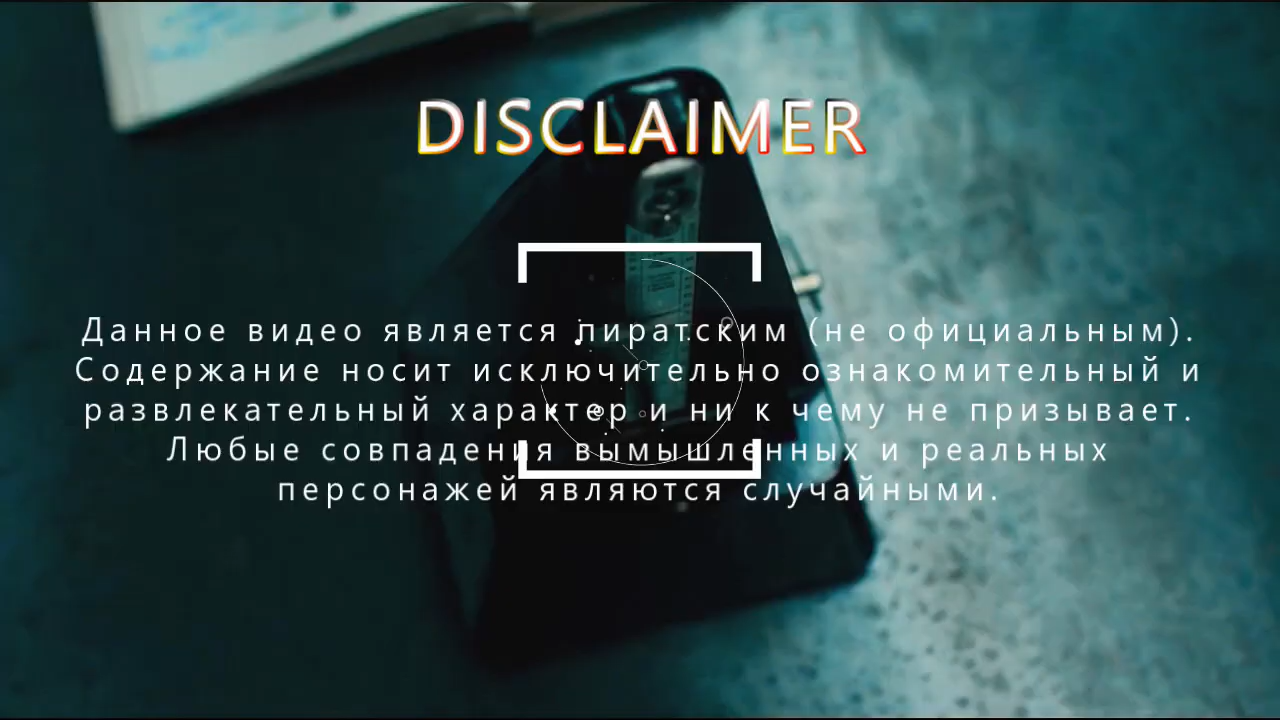 DISCLAIMER
Данное видео является пиратским (не официальным).
Содержание носит исключительно ознакомительный и
развлекательный характер и ни к чему не призывает.
Любые совпадения вымышленных и реальных
персонажей являются случайными.